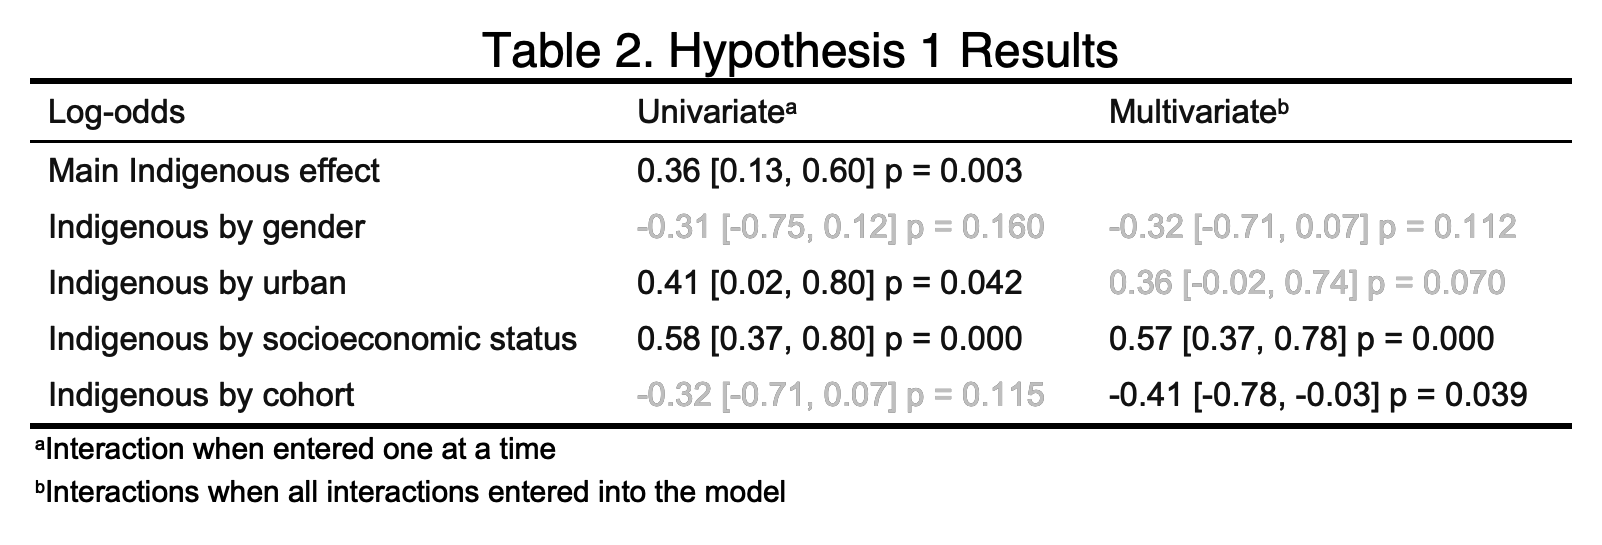 Table 2. Hypothesis 1 Results
Log-odds Univariateᵃ Multivariateᵇ
Main Indigenous effect 0.36 [0.13, 0.60] p = 0.003
Indigenous by gender -0.31 [-0.75, 0.12] p = 0.160 -0.32 [-0.71, 0.07] p = 0.112
Indigenous by urban 0.41 [0.02, 0.80] p = 0.042 0.36 [-0.02, 0.74] p = 0.070
Indigenous by socioeconomic status 0.58 [0.37, 0.80] p = 0.000 0.57 [0.37, 0.78] p = 0.000
Indigenous by cohort -0.32 [-0.71, 0.07] p = 0.115 -0.41 [-0.78, -0.03] p = 0.039
ᵃInteraction when entered one at a time
ᵇInteractions when all interactions entered into the model